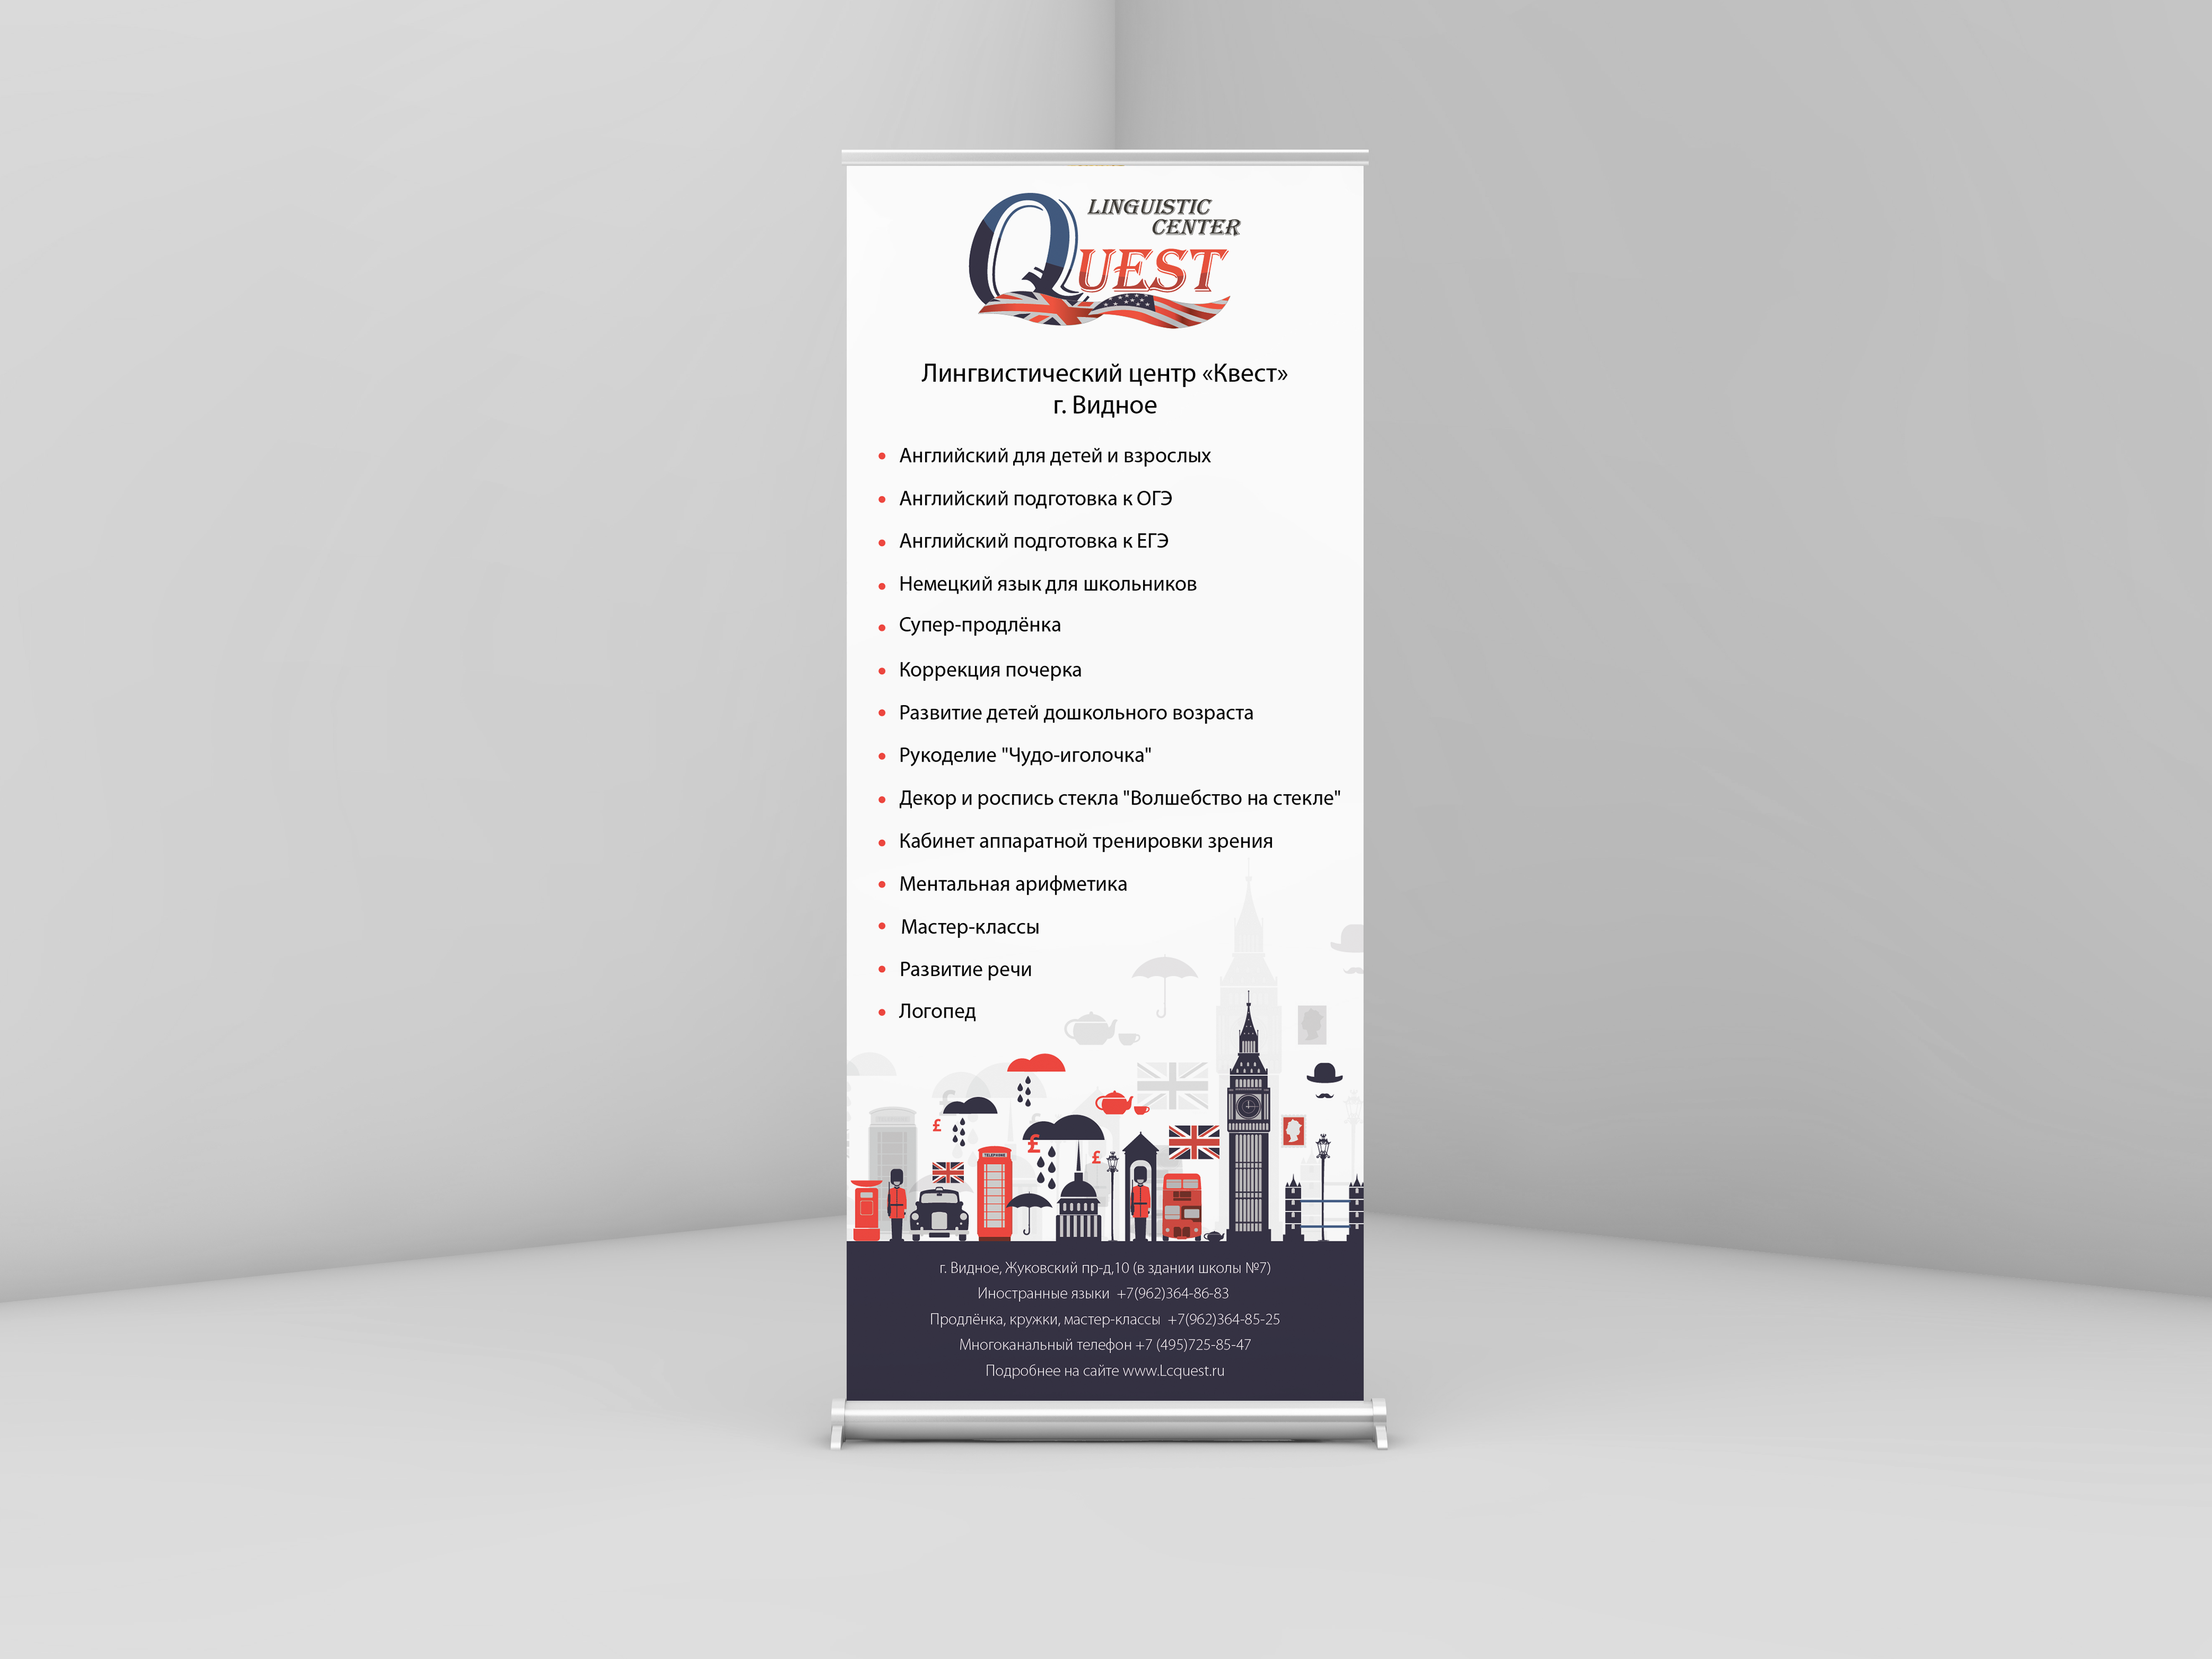 LINGUISTIC
CENTER
QUEST
Лингвистический центр «Квест»
г. Видное
Английский для детей и взрослых
Английский подготовка к ОГЭ
Английский подготовка к ЕГЭ
Немецкий язык для школьников
Супер-продлёнка
Коррекция почерка
Развитие детей дошкольного возраста
Рукоделие "Чудо-иголочка"
Декор и роспись стекла "Волшебство на стекле"
Кабинет аппаратной тренировки зрения
Ментальная арифметика
Мастер-классы
Развитие речи
Логопед
£
£
£
TELEPHONE
г. Видное, Жуковский пр-д,10 (в здании школы №7)
Иностранные языки +7(962)364-86-83
Продлёнка, кружки, мастер-классы +7(962)364-85-25
Многоканальный телефон +7 (495)725-85-47
Подробнее на сайте www.Lcquest.ru